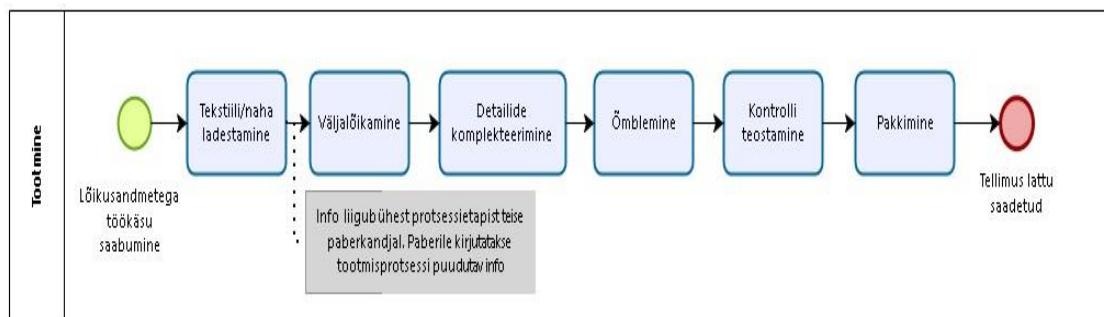 Tootmine
Lõikusandmetega
töökäsu
saabumine
Tekstiili/naha
ladestamine
Väljalõikamine
Detailide
komplekteerimine
Õmblemine
Kontrolli
teostamine
Pakkimine
Tellimus lattu
saadetud
Info liigub ühest protsessietapist teise
paberkandjal. Paberile kirjutatakse
tootmisprotsessi puudutav info